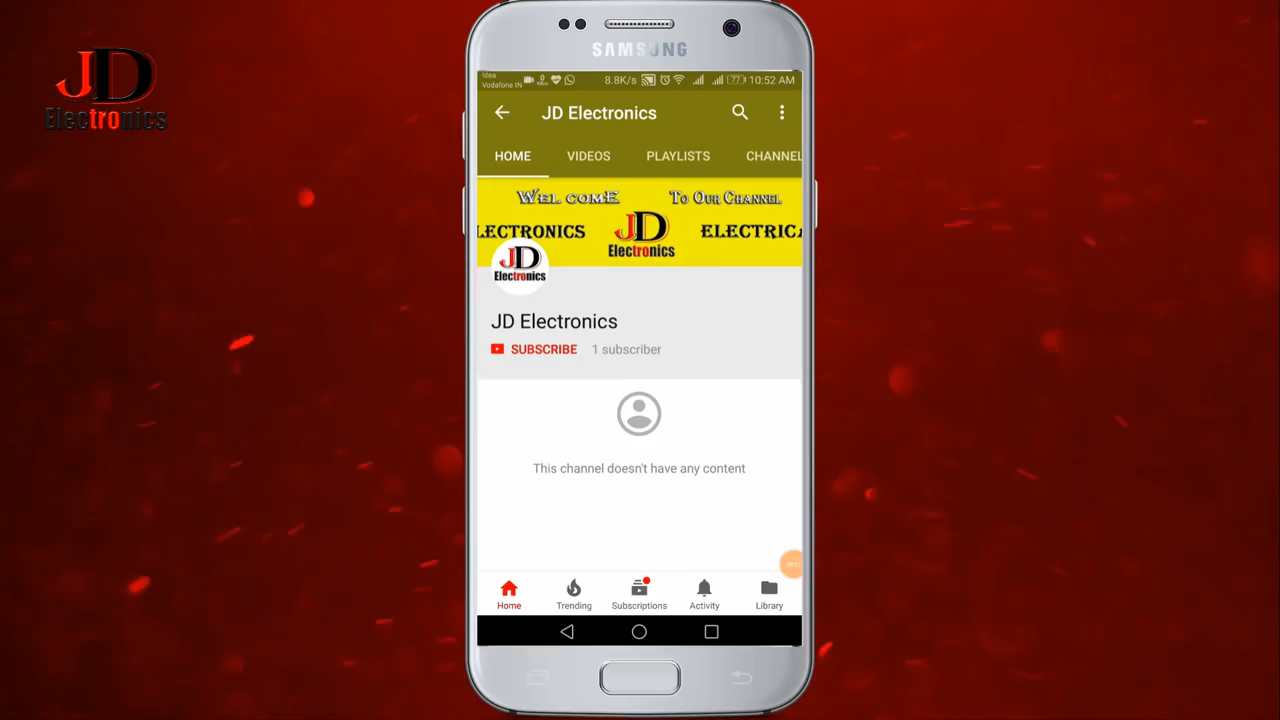 JD
Electronics
SAMSUNG
Idea
Vodafone IN
8.8K/s
77
10:52 AM
JD Electronics
HOME VIDEOS PLAYLISTS CHANNEL
WEL COME TO OUR CHANNEL
LECTRONICS JD ELECTRICA
Electronics
JD
Electronics
JD Electronics
SUBSCRIBE 1 subscriber
This channel doesn't have any content
Home Trending Subscriptions Activity Library